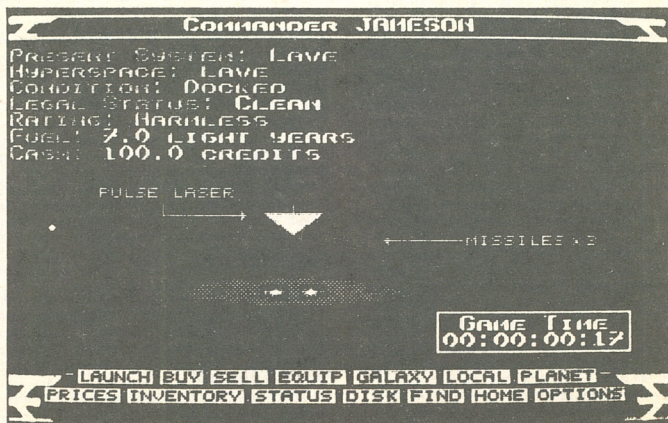 COMMANDER JAMESON
PRESENT SYSTEM: LAVE
HYPERSPACE: LAVE
CONDITION: DOCKED
LEGAL STATUS: CLEAN
RATING: HARMLESS
FUEL: 7.0 LIGHT YEARS
CASH: 100.0 CREDITS
PULSE LASER
MISSILES x 3
GAME TIME
00:00:00:17
LAUNCH BUY SELL EQUIP GALAXY LOCAL PLANET
PRICES INVENTORY STATUS DISK FIND HOME OPTIONS